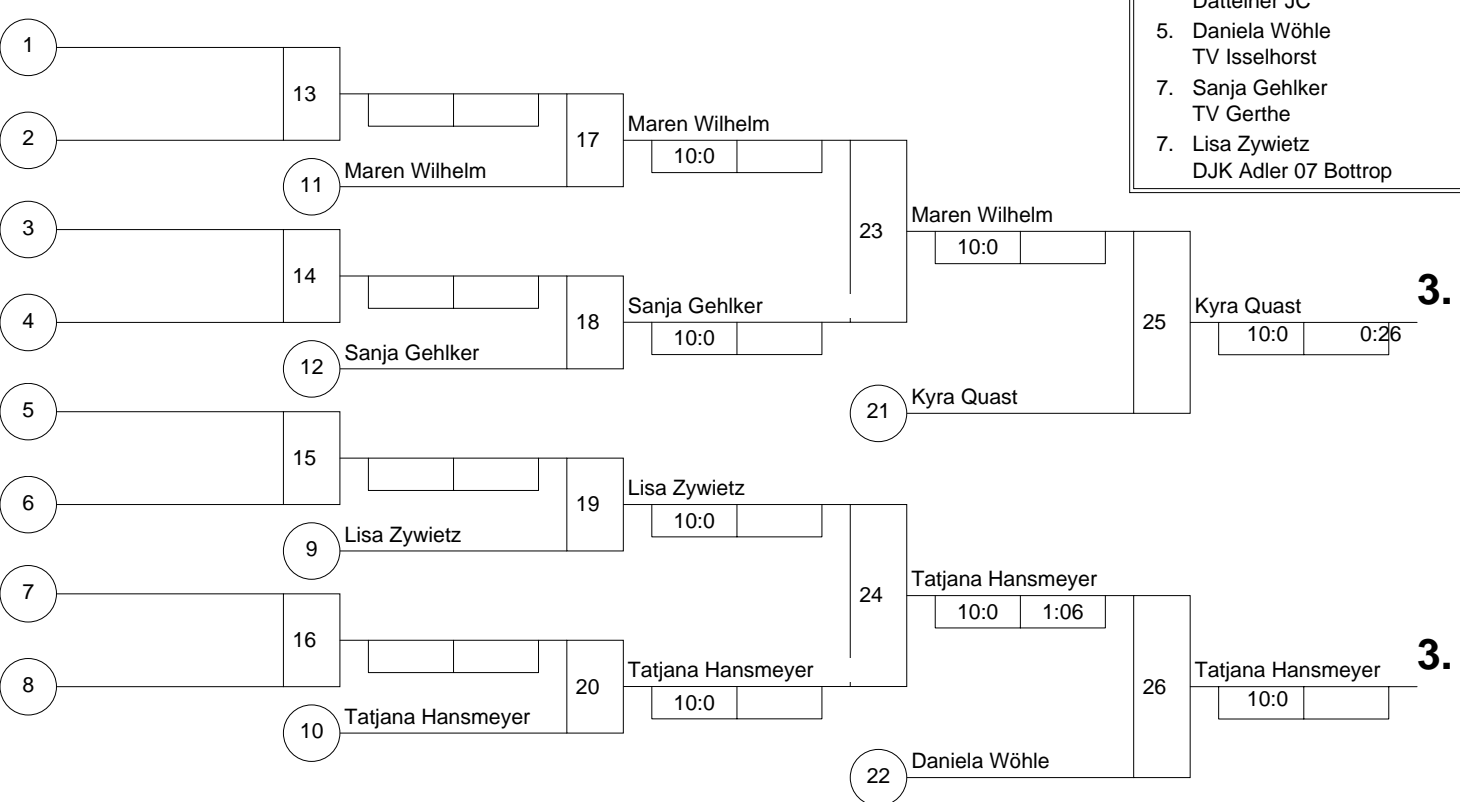 Dattelner JC
5. Daniela Wöhle
TV Isselhorst
7. Sanja Gehlker
TV Gerthe
7. Lisa Zywietz
DJK Adler 07 Bottrop
1
13
2
17
Maren Wilhelm
10:0
11
Maren Wilhelm
3
23
Maren Wilhelm
10:0
14
4
18
Sanja Gehlker
10:0
12
Sanja Gehlker
25
Kyra Quast
3.
10:0
0:26
5
21
Kyra Quast
15
6
19
Lisa Zywietz
10:0
9
Lisa Zywietz
7
24
Tatjana Hansmeyer
10:0
1:06
16
8
20
Tatjana Hansmeyer
10:0
10
Tatjana Hansmeyer
26
Tatjana Hansmeyer
3.
10:0
22
Daniela Wöhle